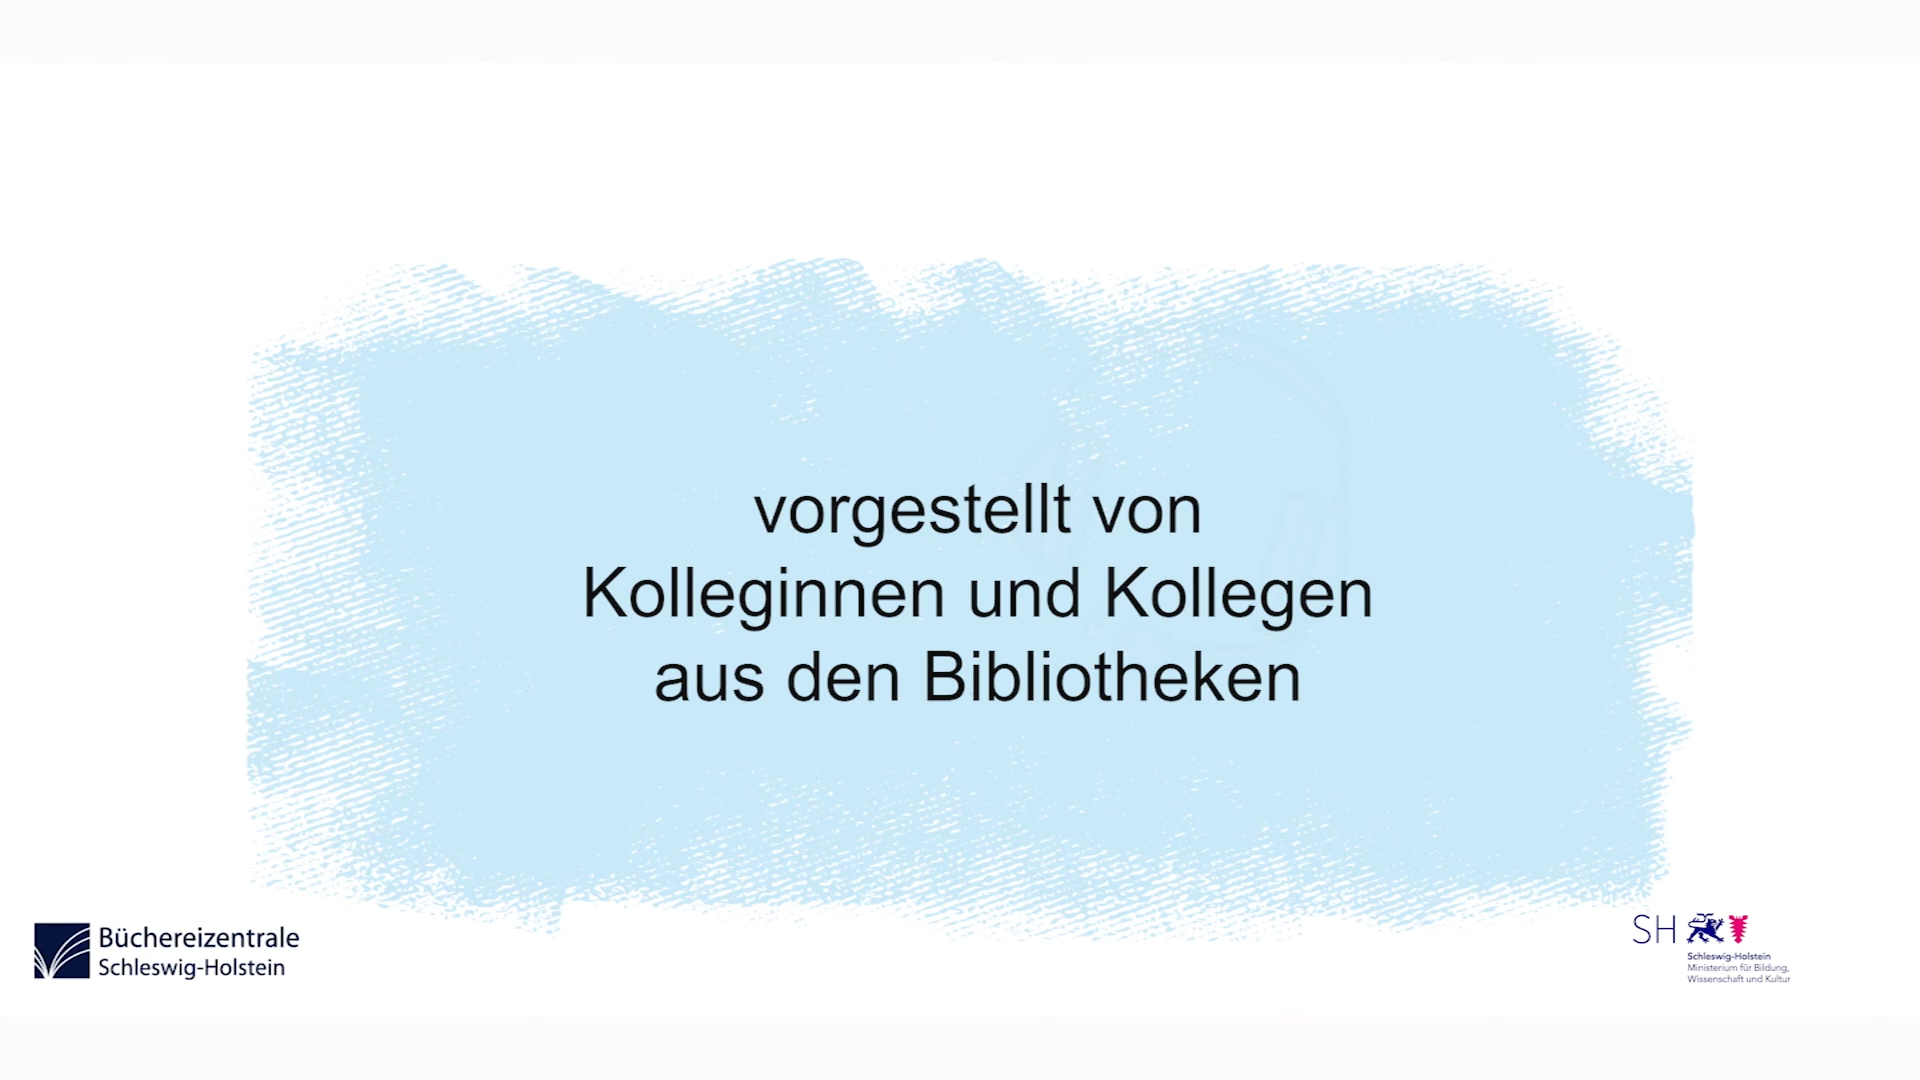 vorgestellt von
Kolleginnen und Kollegen
aus den Bibliotheken
Büchereizentrale
Schleswig-Holstein
SH
Schleswig-Holstein
Ministerium für Bildung,
Wissenschaft und Kultur